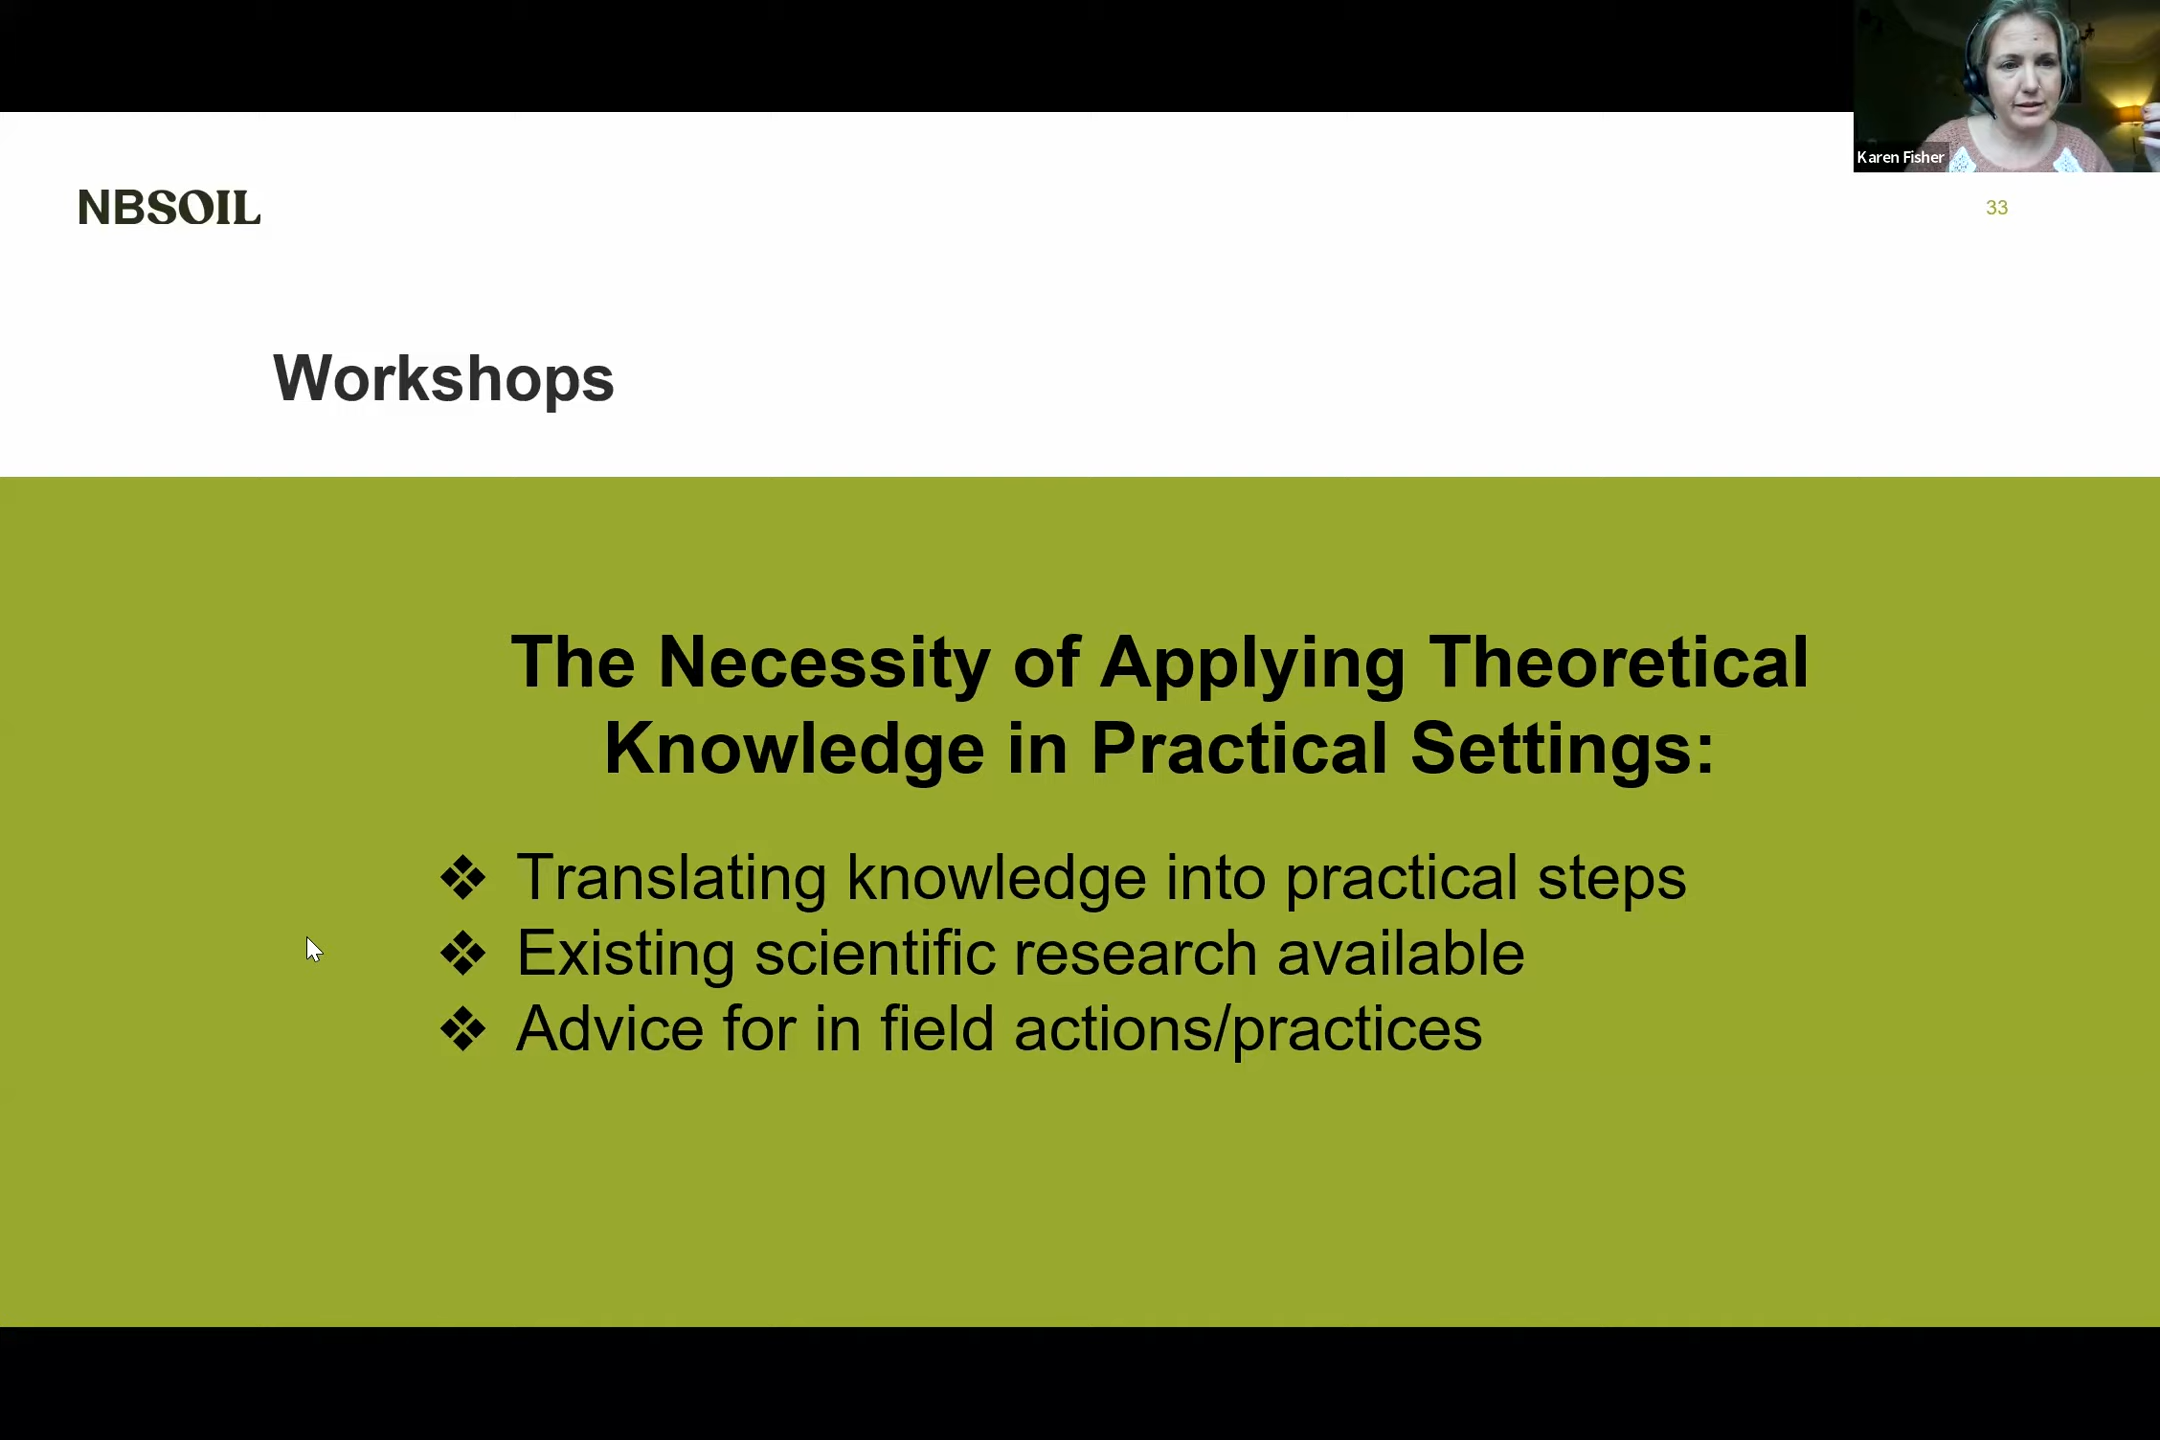 Karen Fisher
NBSOIL
33
Workshops
The Necessity of Applying Theoretical
Knowledge in Practical Settings:
❖ Translating knowledge into practical steps
❖ Existing scientific research available
❖ Advice for in field actions/practices